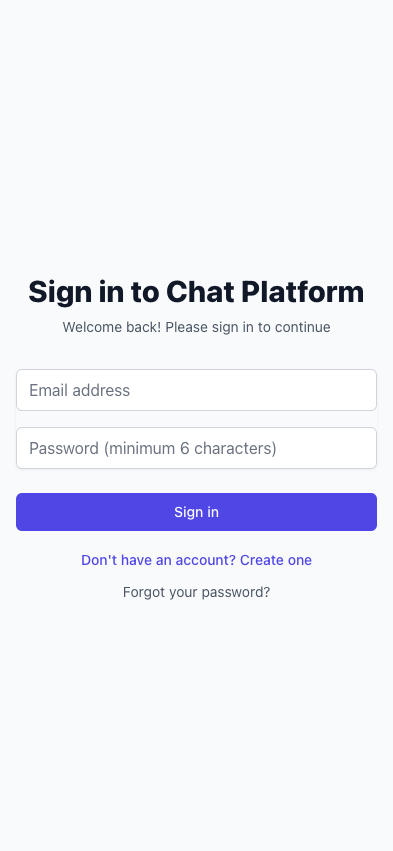 Sign in to Chat Platform
Welcome back! Please sign in to continue
Email address
Password (minimum 6 characters)
Sign in
Don't have an account? Create one
Forgot your password?